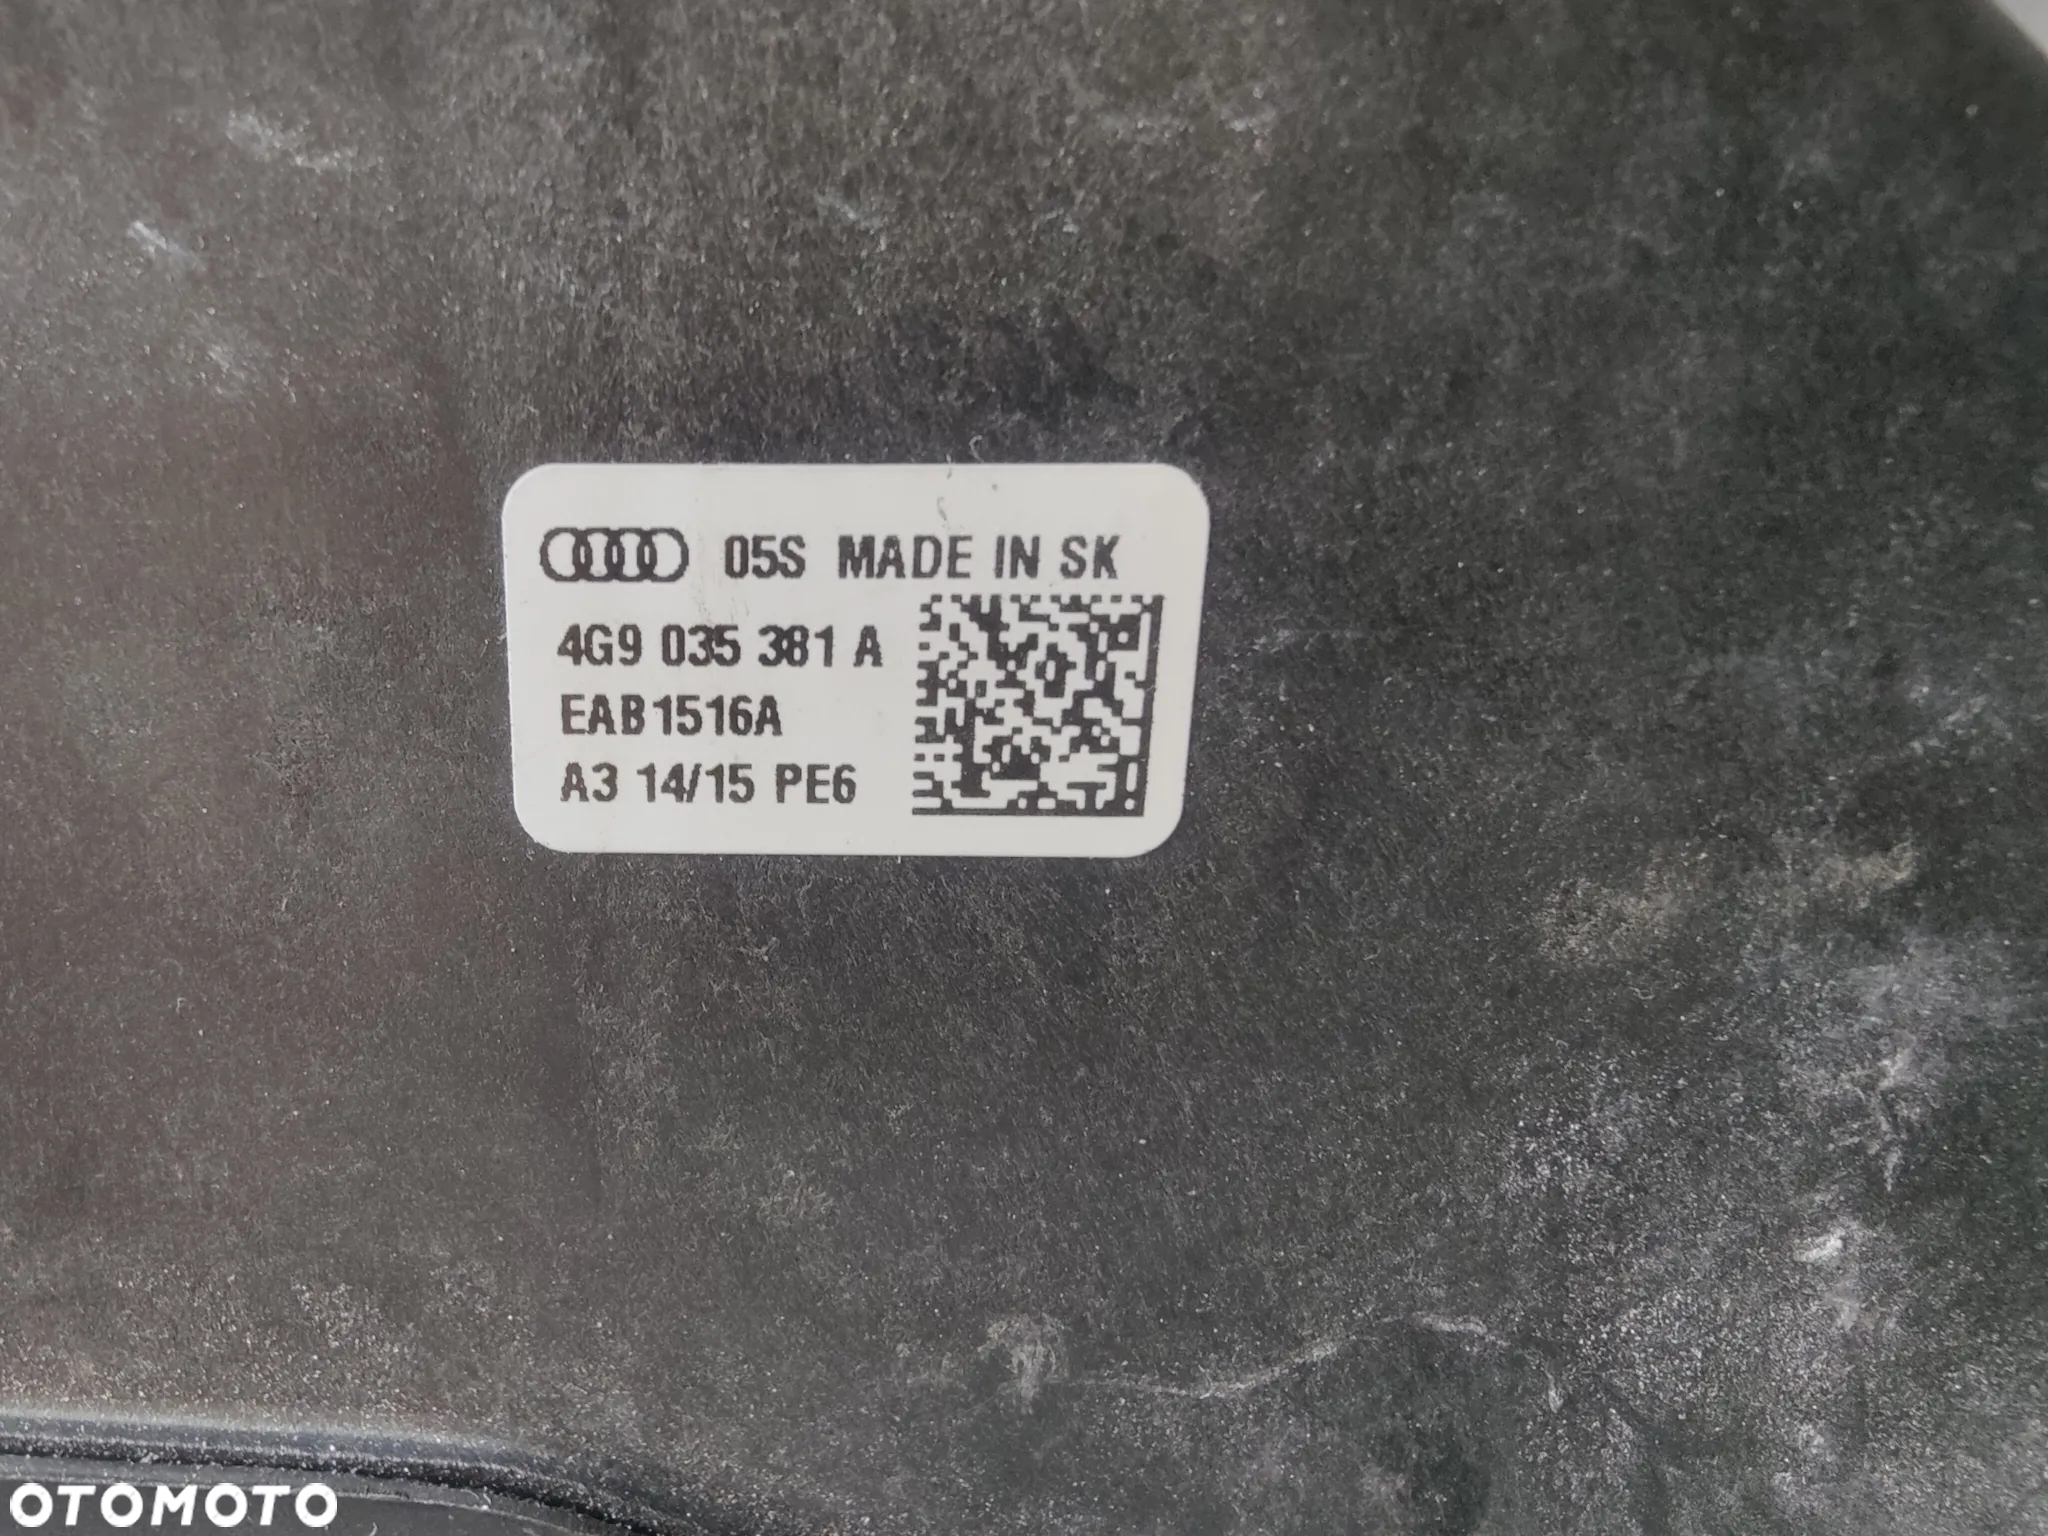 05S MADE IN SK
4G9 035 381 A
EAB1516A
A3 14/15 PE6
OTOMOTO